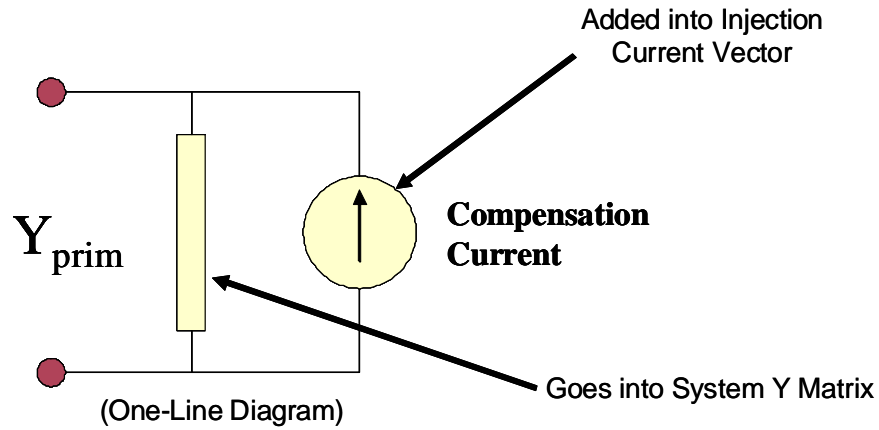 Added into Injection
Current Vector
Y prim
Compensation
Current
Goes into System Y Matrix
(One-Line Diagram)